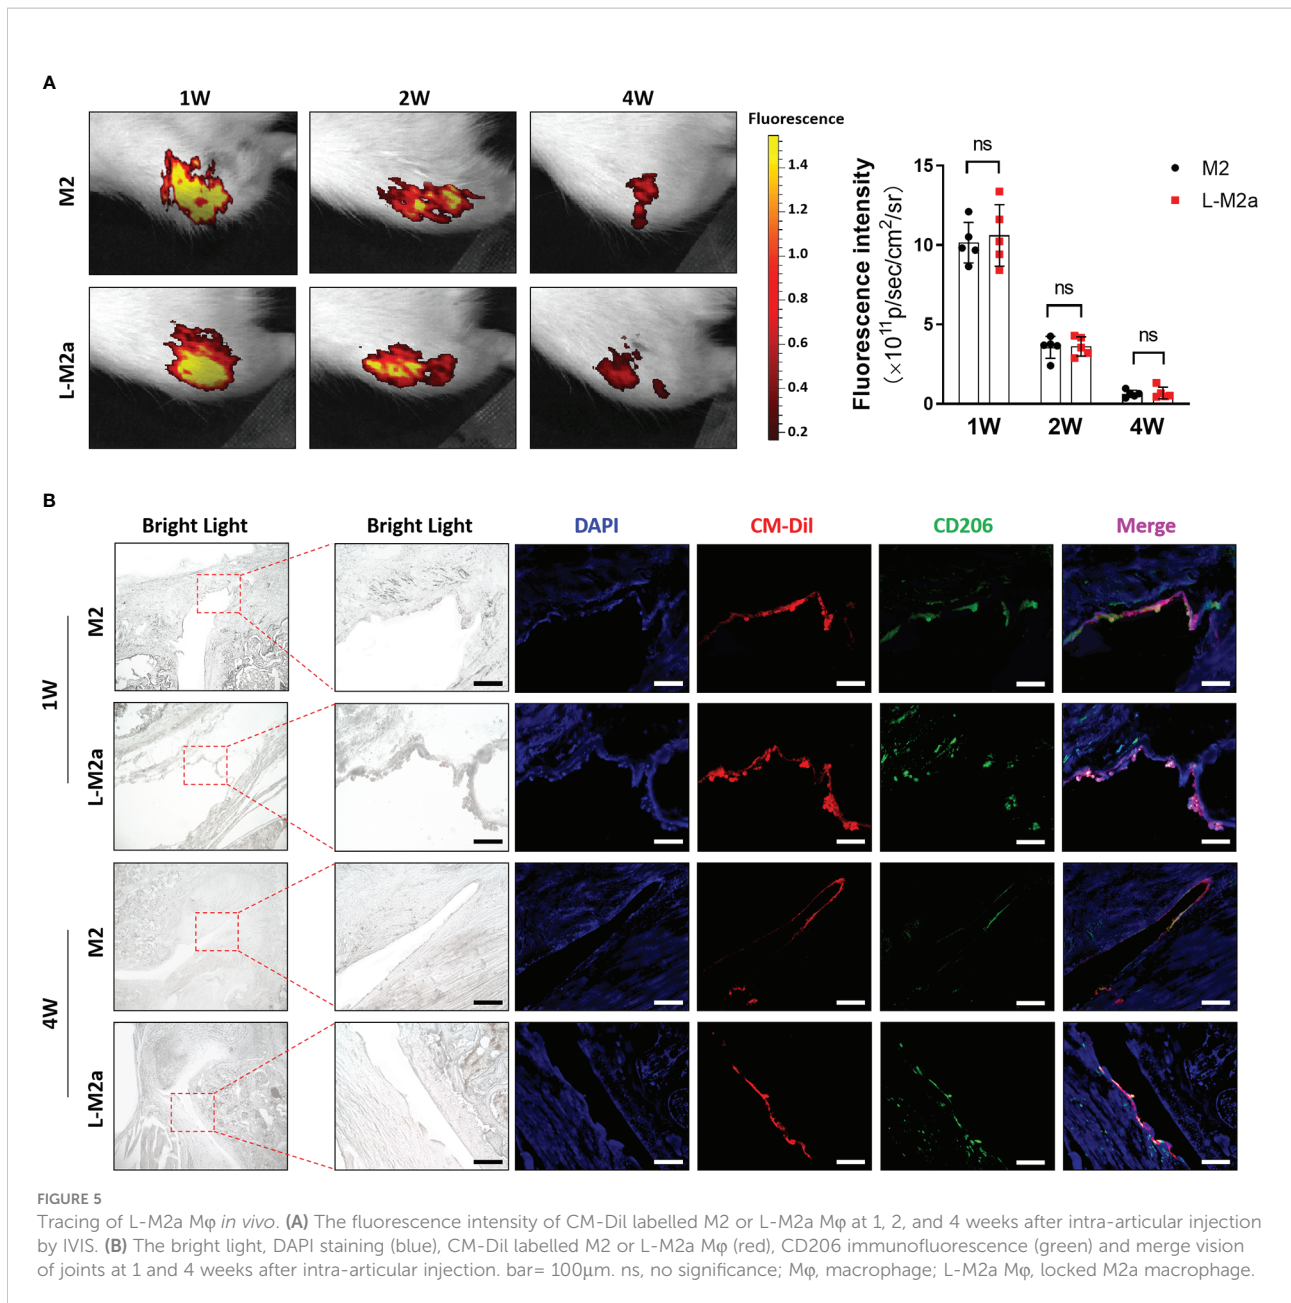 A
1W
2W
4W
M2
L-M2a
Fluorescence
1.4
1.2
1.0
0.8
0.6
0.4
0.2
Fluorescence intensity
(×10¹¹p/sec/cm²/sr)
15
10
5
0
ns
ns
ns
1W
2W
4W
M2
L-M2a
B
Bright Light
Bright Light
DAPI
CM-Dil
CD206
Merge
1W
M2
L-M2a
4W
M2
L-M2a
FIGURE 5
Tracing of L-M2a Mφ in vivo. (A) The fluorescence intensity of CM-Dil labelled M2 or L-M2a Mφ at 1, 2, and 4 weeks after intra-articular injection
by IVIS. (B) The bright light, DAPI staining (blue), CM-Dil labelled M2 or L-M2a Mφ (red), CD206 immunofluorescence (green) and merge vision
of joints at 1 and 4 weeks after intra-articular injection. bar= 100μm. ns, no significance; Mφ, macrophage; L-M2a Mφ, locked M2a macrophage.